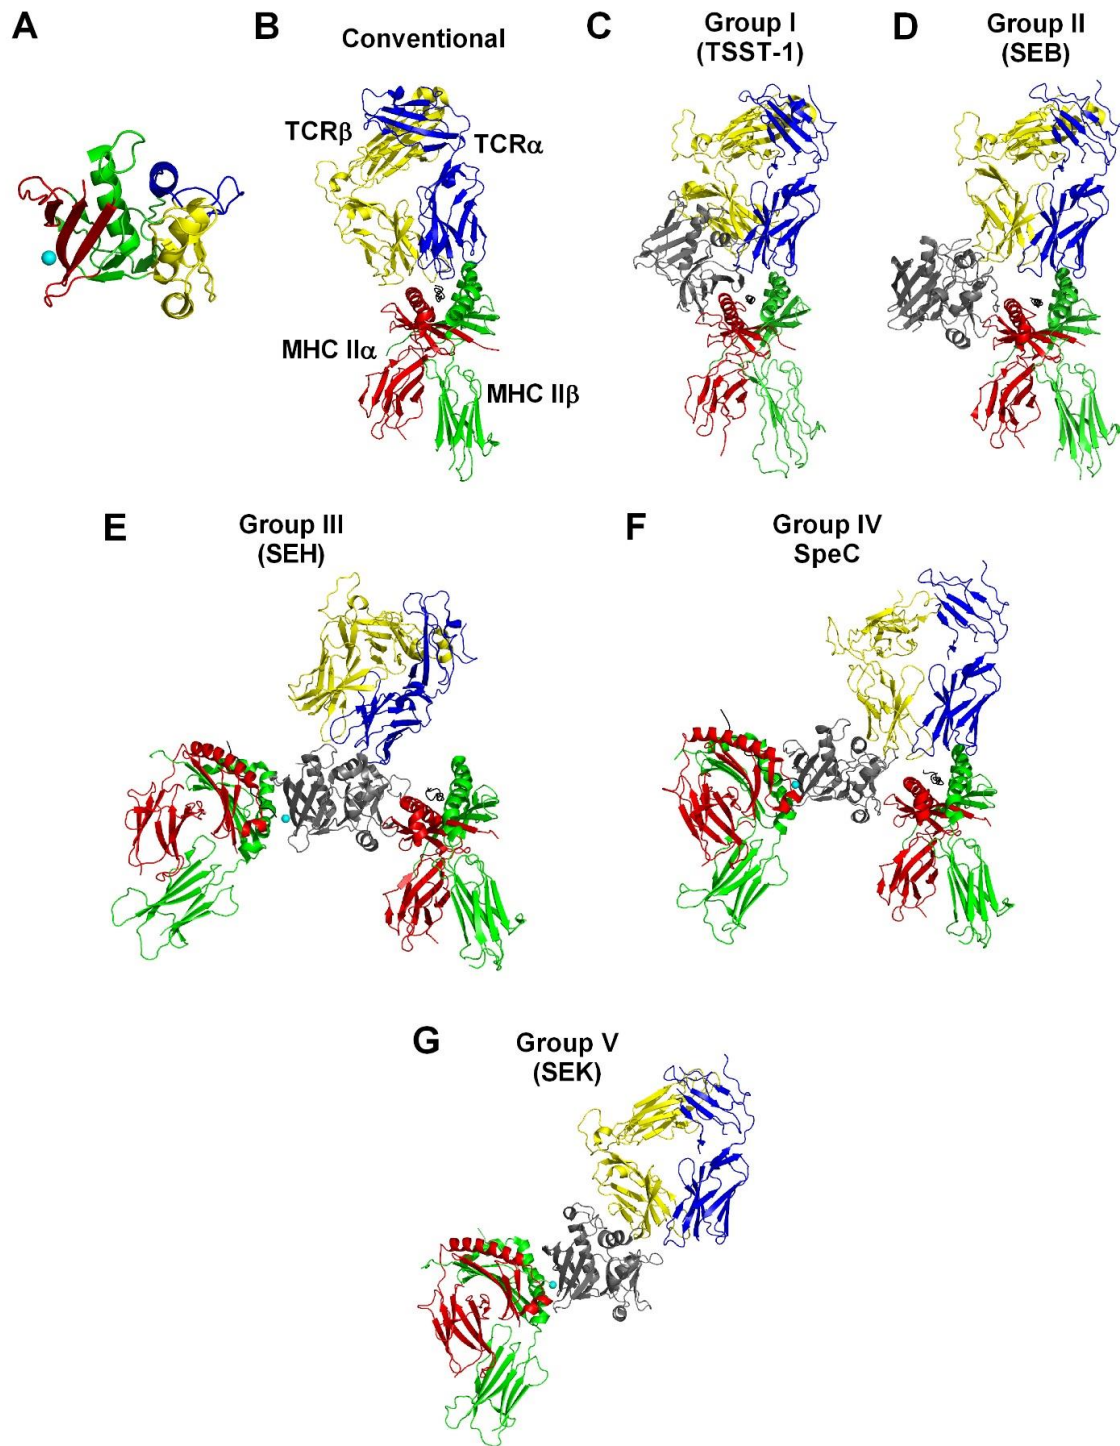 A
B
Conventional
C
Group I
(TSST-1)
D
Group II
(SEB)
TCRβ
TCRα
MHC IIα
MHC IIβ
E
Group III
(SEH)
F
Group IV
SpeC
G
Group V
(SEK)